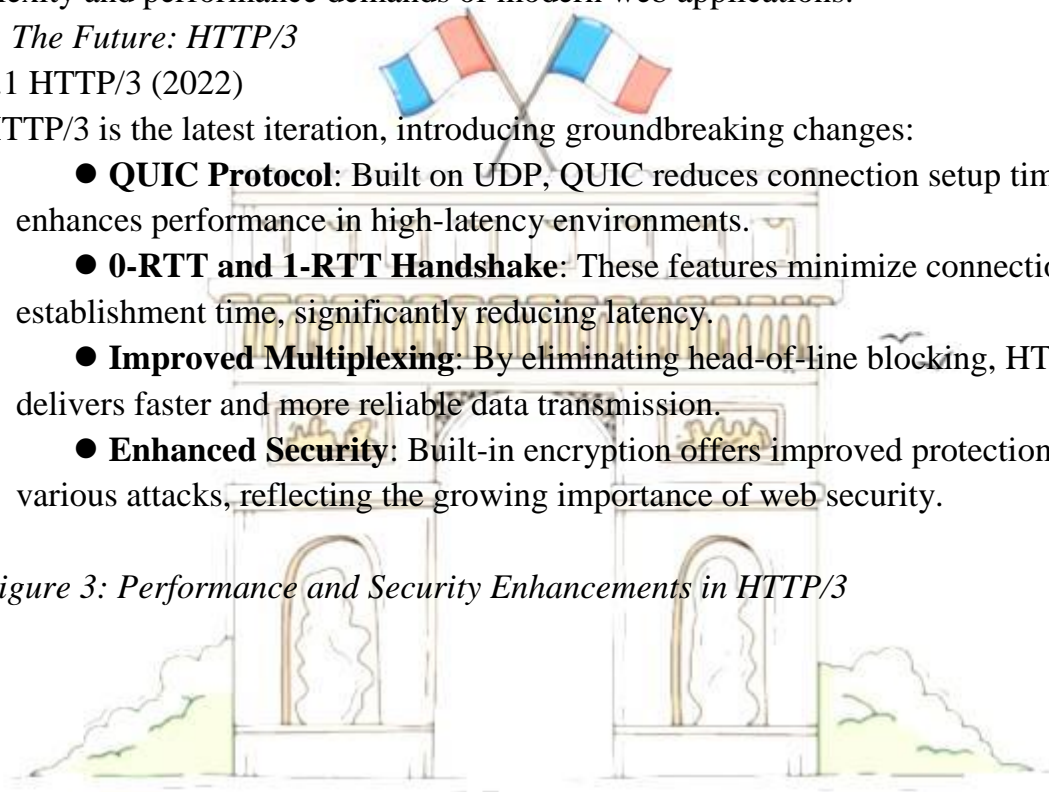 lexity and performance demands of modern web applications.
The Future: HTTP/3
.1 HTTP/3 (2022)
TTP/3 is the latest iteration, introducing groundbreaking changes:
● QUIC Protocol: Built on UDP, QUIC reduces connection setup tim
enhances performance in high-latency environments.
● 0-RTT and 1-RTT Handshake: These features minimize connectio
establishment time, significantly reducing latency.
● Improved Multiplexing: By eliminating head-of-line blocking, HT
delivers faster and more reliable data transmission.
● Enhanced Security: Built-in encryption offers improved protection
various attacks, reflecting the growing importance of web security.
igure 3: Performance and Security Enhancements in HTTP/3